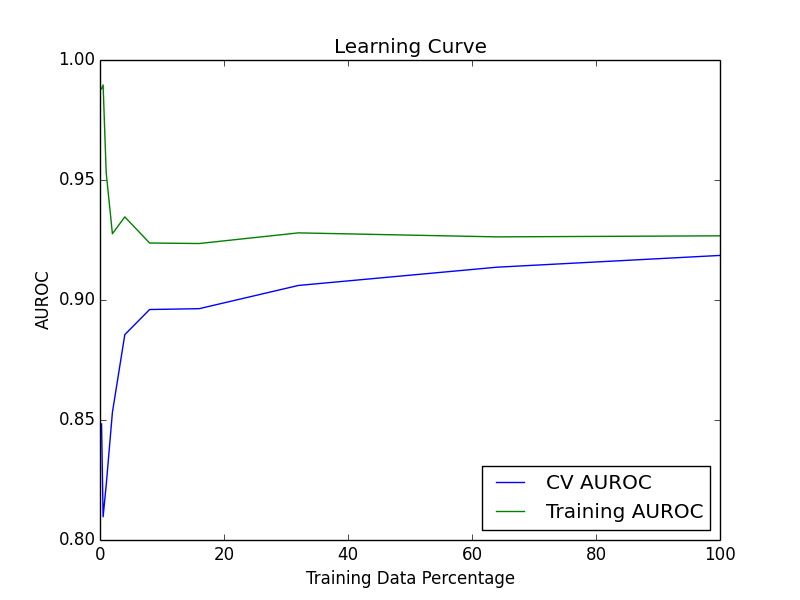 Learning Curve
1.00
0.95
0.90
0.85
0.80
AUROC
0
20
40
60
80
100
Training Data Percentage
CV AUROC
Training AUROC